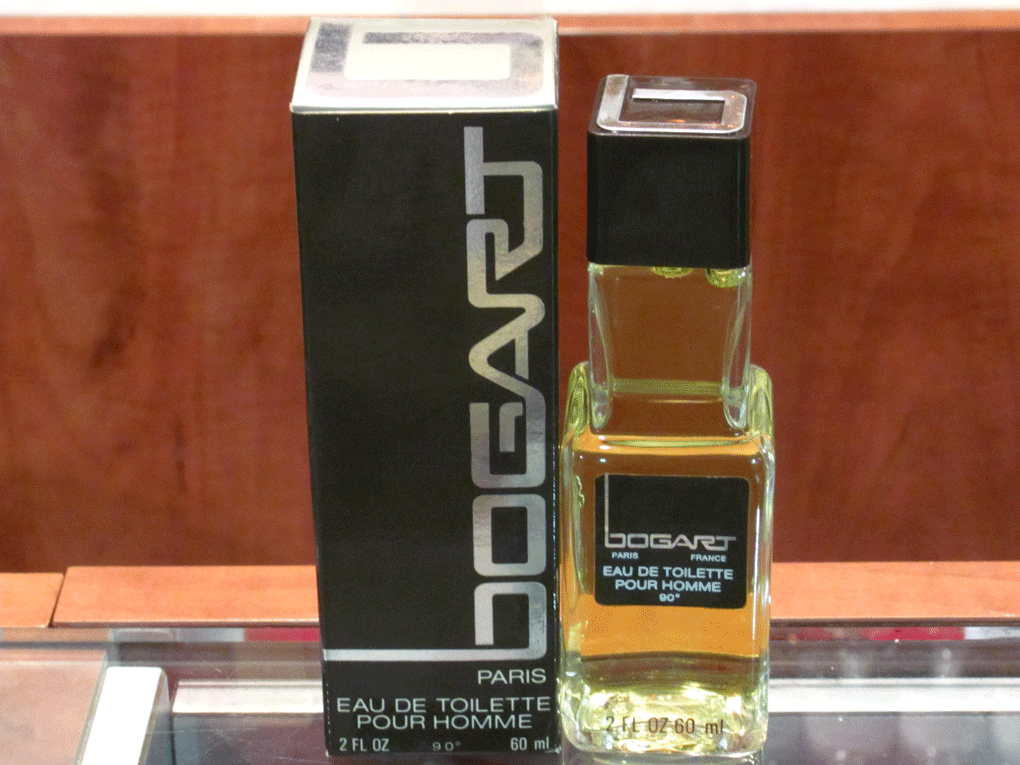 bOGART
PARIS
EAU DE TOILETTE
POUR HOMME
2 FL OZ 90° 60 ml
bOGART
PARIS FRANCE
EAU DE TOILETTE
POUR HOMME
90°
2 FL OZ 60 ml